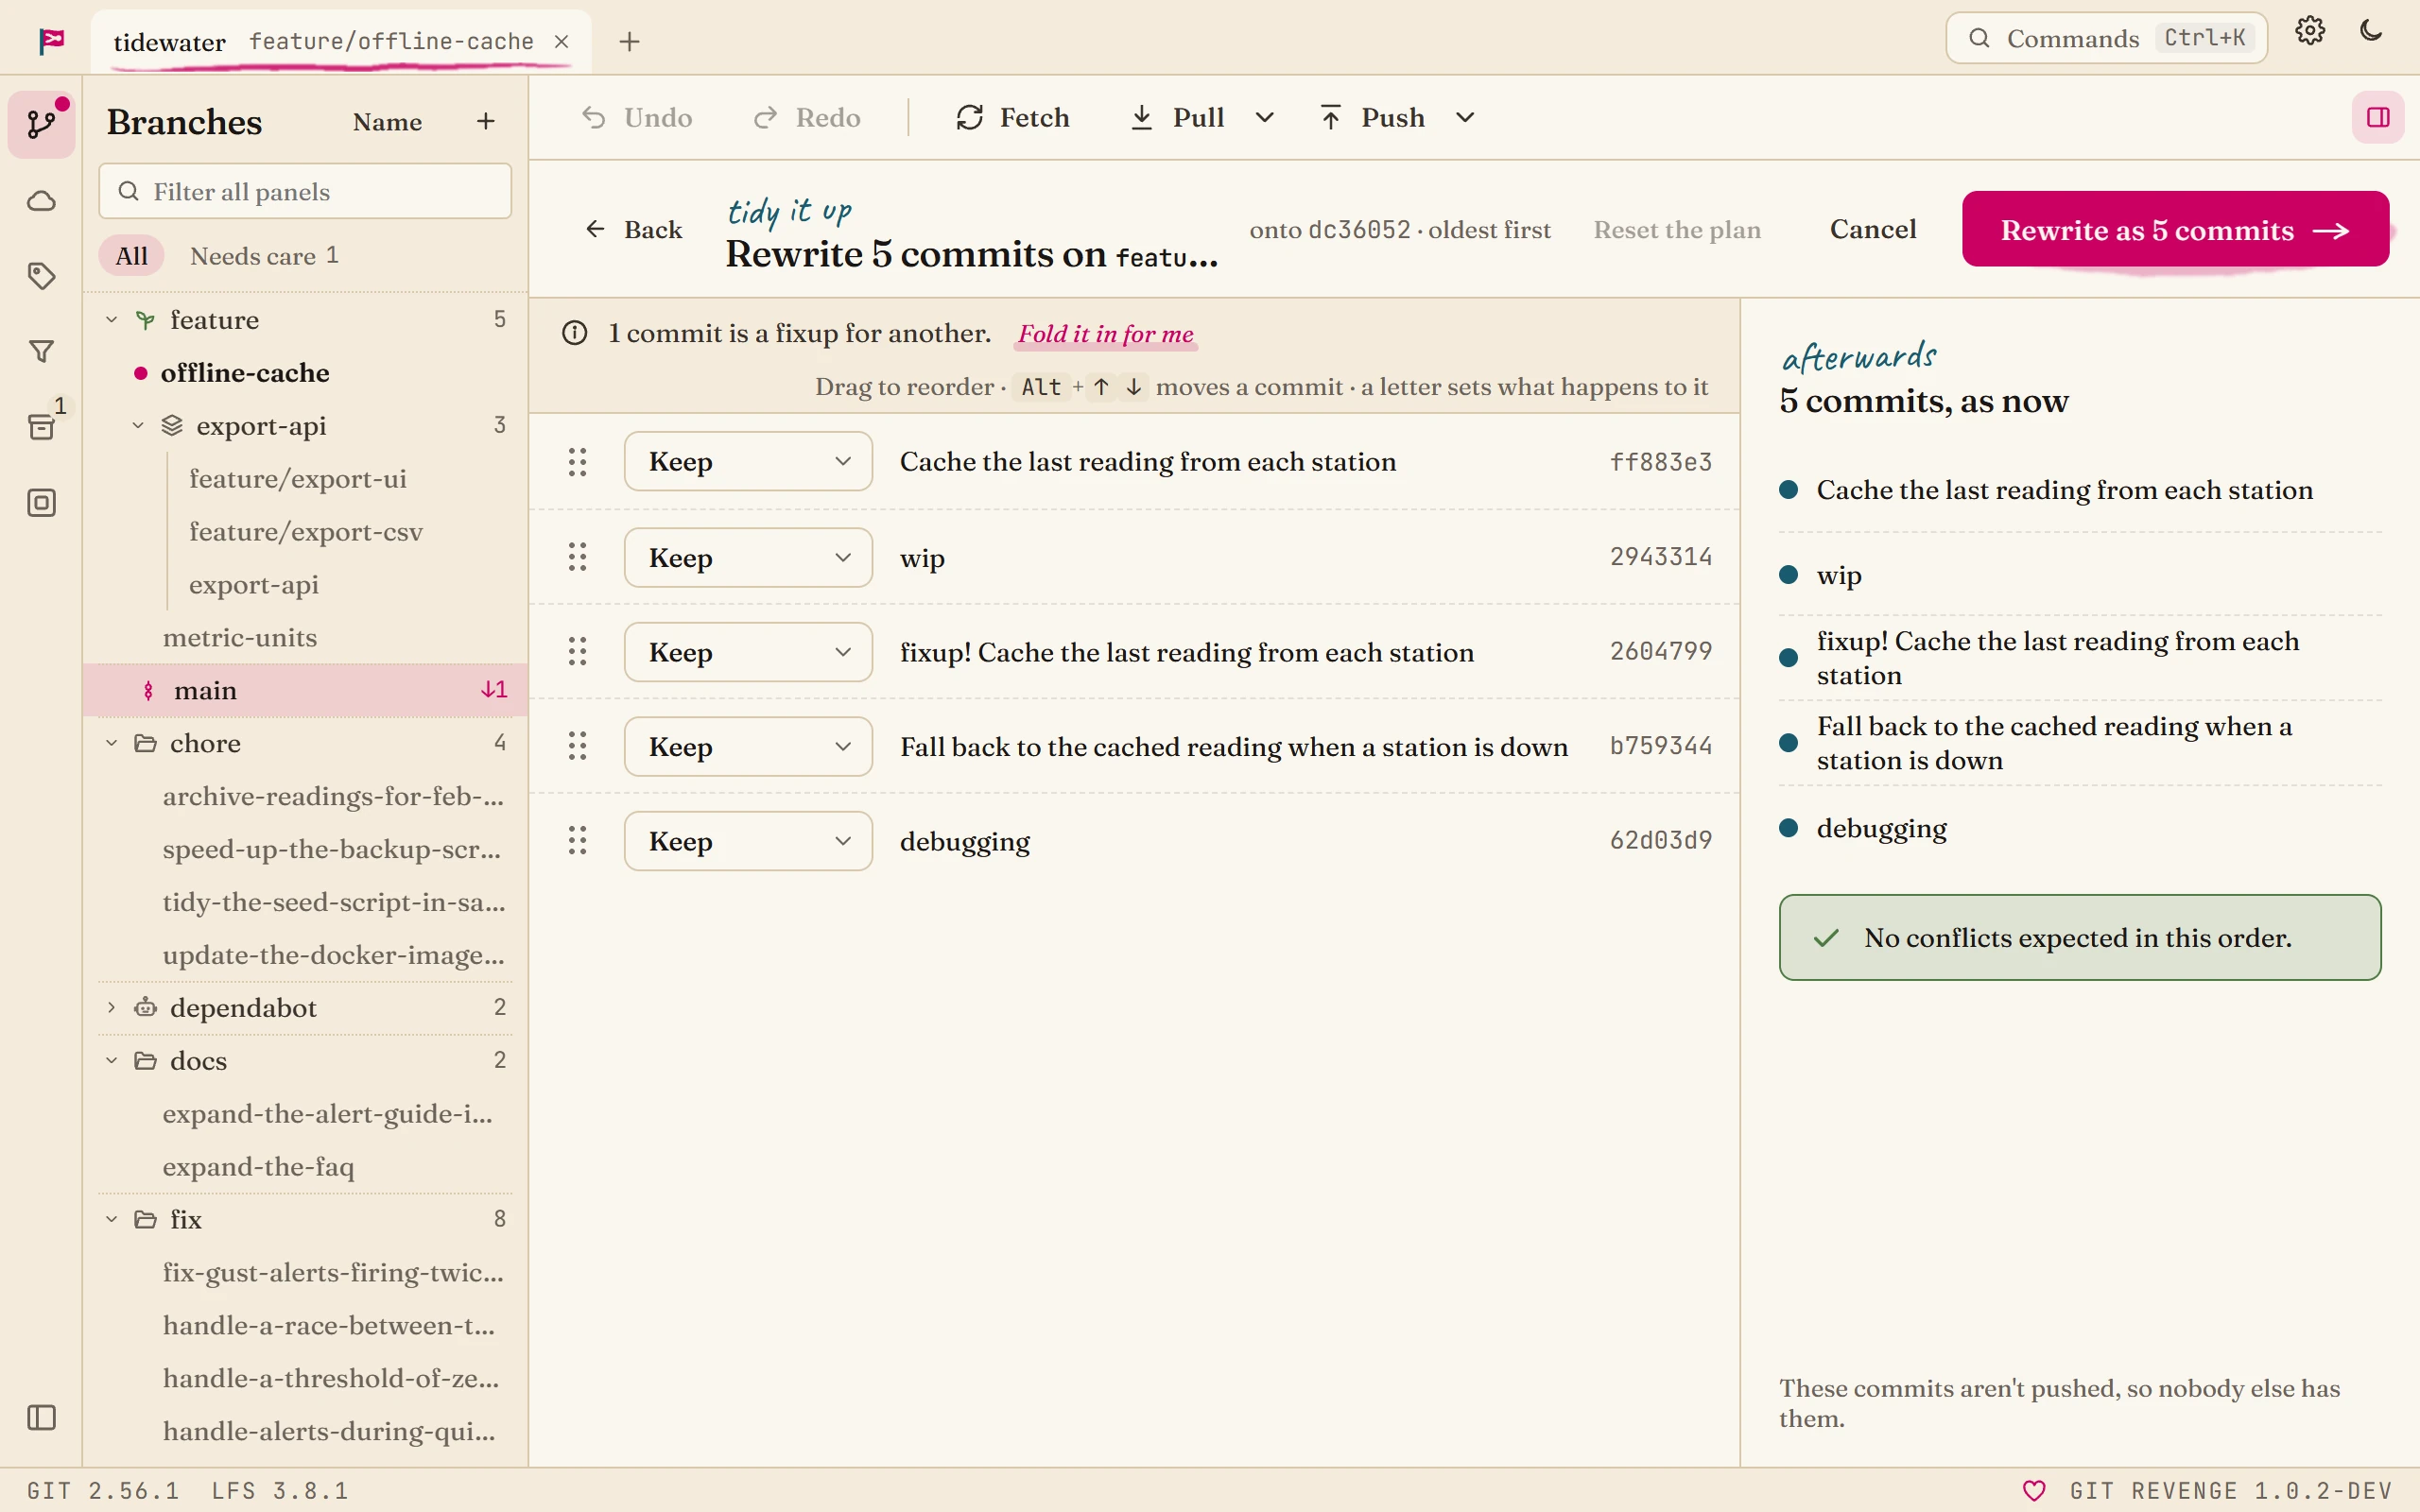 tidewater feature/offline-cache
Commands Ctrl+K
Branches Name
Filter all panels
All Needs care 1
feature 5
offline-cache
export-api 3
feature/export-ui
feature/export-csv
export-api
metric-units
main ↓1
chore 4
archive-readings-for-feb-...
speed-up-the-backup-scr...
tidy-the-seed-script-in-sa...
update-the-docker-image...
dependabot 2
docs 2
expand-the-alert-guide-i...
expand-the-faq
fix 8
fix-gust-alerts-firing-twic...
handle-a-race-between-t...
handle-a-threshold-of-ze...
handle-alerts-during-qui...
1
Undo Redo Fetch Pull Push
Back
tidy it up
Rewrite 5 commits on featu...
onto dc36052 · oldest first Reset the plan Cancel Rewrite as 5 commits →
1 commit is a fixup for another. Fold it in for me
Drag to reorder · Alt + ↑ ↓ moves a commit · a letter sets what happens to it
Keep Cache the last reading from each station ff883e3
Keep wip 2943314
Keep fixup! Cache the last reading from each station 2604799
Keep Fall back to the cached reading when a station is down b759344
Keep debugging 62d03d9
afterwards
5 commits, as now
Cache the last reading from each station
wip
fixup! Cache the last reading from each
station
Fall back to the cached reading when a
station is down
debugging
No conflicts expected in this order.
These commits aren't pushed, so nobody else has
them.
GIT 2.56.1 LFS 3.8.1
GIT REVENGE 1.0.2-DEV